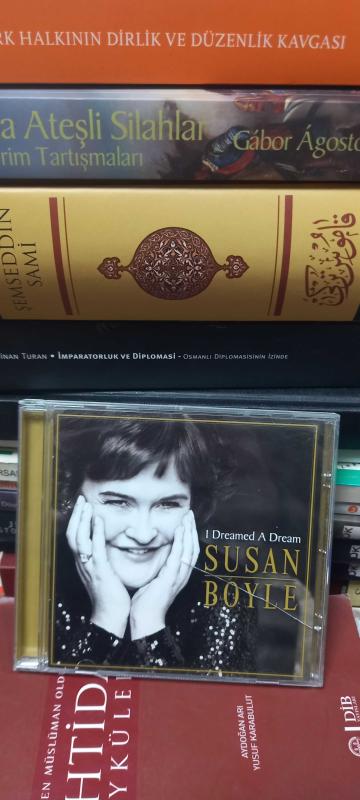 RK HALKININ DİRLİK VE DÜZENLİK KAVGASI
a Ateşli Silahlar
rim Tartışmaları
Gábor Ágosto
ŞEMSEDDİN
SAMİ
İNAN TURAN • İMPARATORLUK VE DİPLOMASİ - OSMANLI DİPLOMASİSİNİN İZİNDE
I Dreamed A Dream
SUSAN
BOYLE
EN MÜSLÜMAN OLD
HTİDA
YKÜLE
AYDOĞAN ARI
YUSUF KARABULUT
DİB